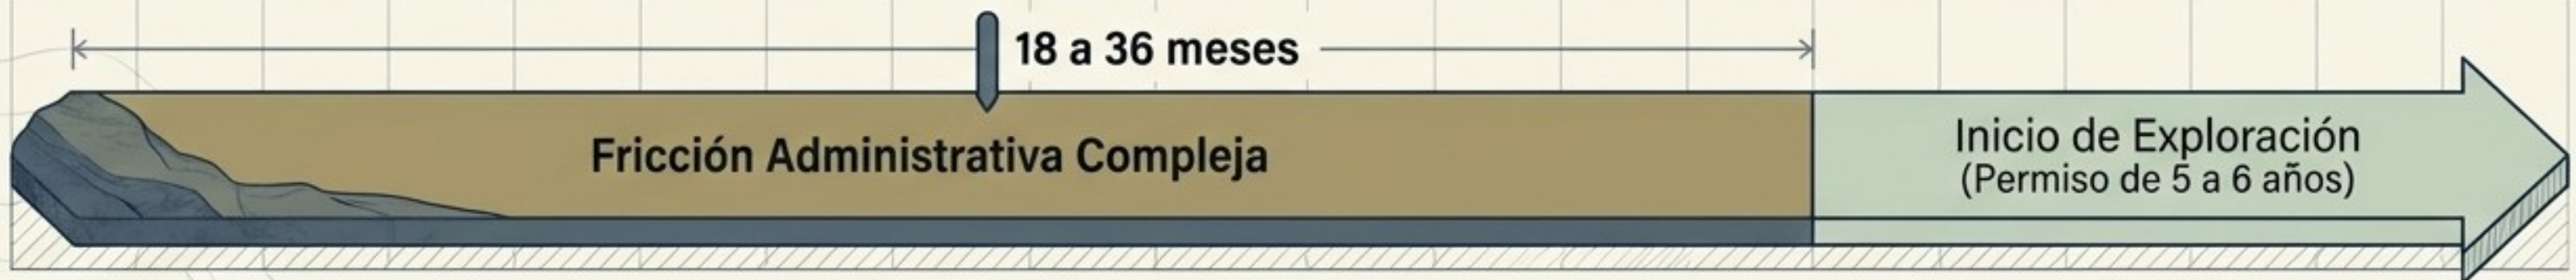 18 a 36 meses
Fricción Administrativa Compleja
Inicio de Exploración
(Permiso de 5 a 6 años)